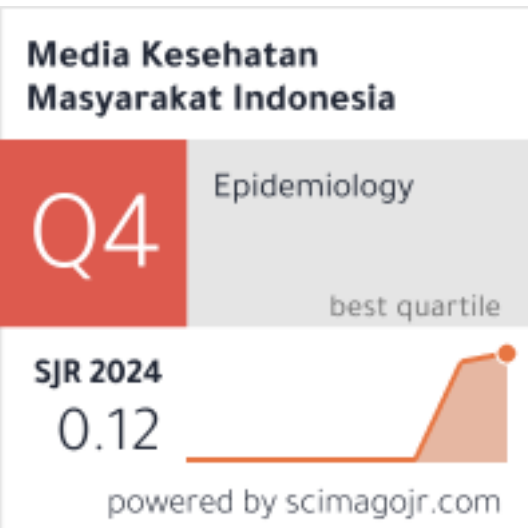 Media Kesehatan
Masyarakat Indonesia
Q4
Epidemiology
best quartile
SJR 2024
0.12
powered by scimagojr.com